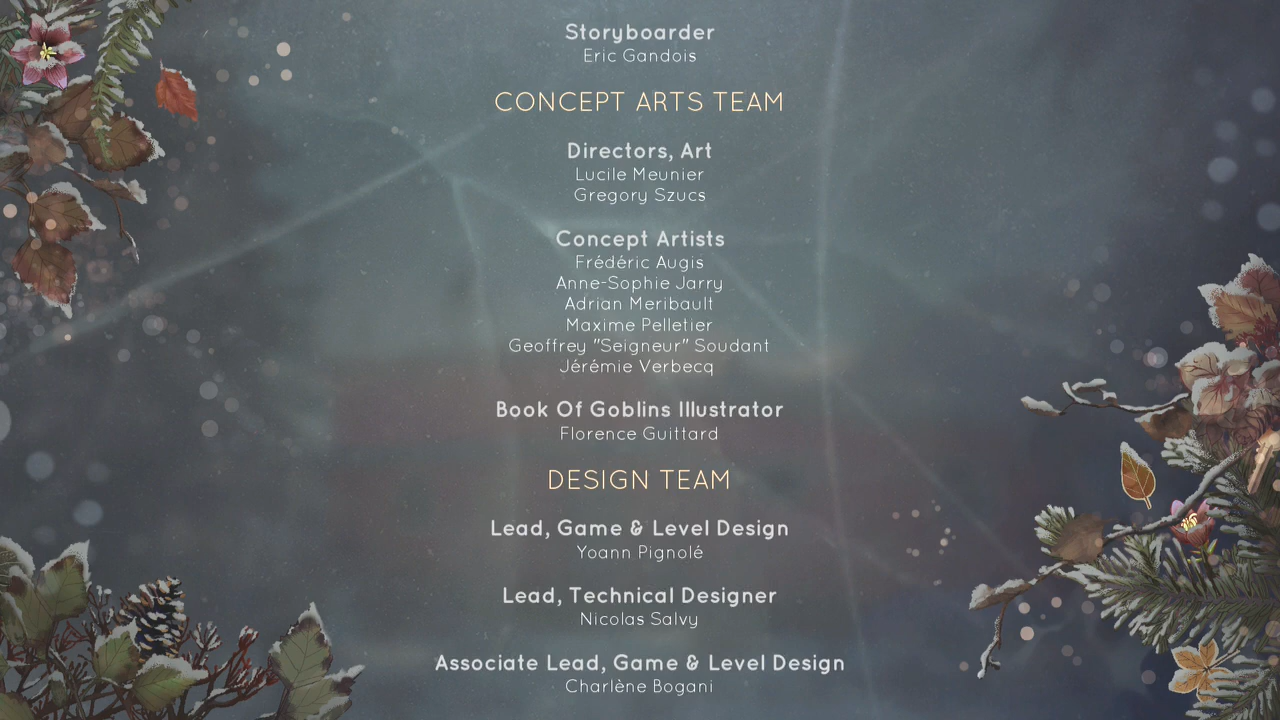 Storyboarder
Eric Gandois
CONCEPT ARTS TEAM
Directors, Art
Lucile Meunier
Gregory Szucs
Concept Artists
Frédéric Augis
Anne-Sophie Jarry
Adrian Meribault
Maxime Pelletier
Geoffrey "Seigneur" Soudant
Jérémie Verbecq
Book Of Goblins Illustrator
Florence Guittard
DESIGN TEAM
Lead, Game & Level Design
Yoann Pignolé
Lead, Technical Designer
Nicolas Salvy
Associate Lead, Game & Level Design
Charlène Bogani